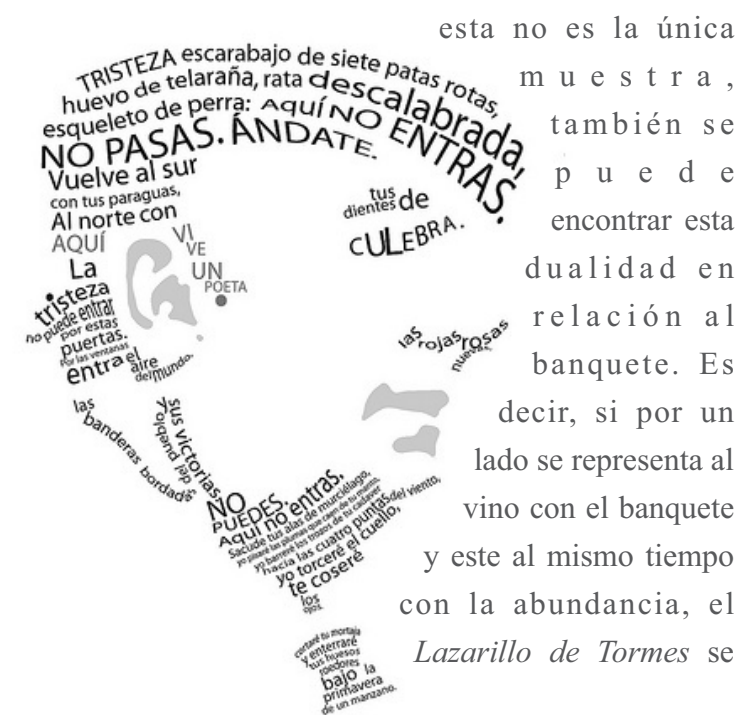 TRISTEZA escarabajo de siete patas rotas,
huevo de telaraña, rata descalabrada,
esqueleto de perra: Aquí NO ENTRAS.
NO PASAS. ÁNDATE.
Vuelve al sur
con tus paraguas,
Al norte con
tus
dientes de
CULEBRA.
AQUÍ
VI
VE
UN
POETA
La
tristeza
no puede entrar
por estas
puertas.
Por las ventanas
entra el
aire
del mundo.
las rojas rosas
nuevas,
las
banderas bordadas
del pueblo y
sus victorias.
NO
PUEDES.
Aquí no entras.
Sacude tus alas de murciélago,
yo pisaré las plumas que caen de tu manto,
yo barreré los trozos de tu cadáver
hacia las cuatro puntas del viento,
yo torceré el cuello,
te coseré
los
ojos,
cortaré tu mortaja
y enterraré
tus huesos
roedores
bajo la
primavera
de un manzano.
esta no es la única
muestra,
también se
puede
encontrar esta
dualidad en
relación al
banquete. Es
decir, si por un
lado se representa al
vino con el banquete
y este al mismo tiempo
con la abundancia, el
Lazarillo de Tormes se